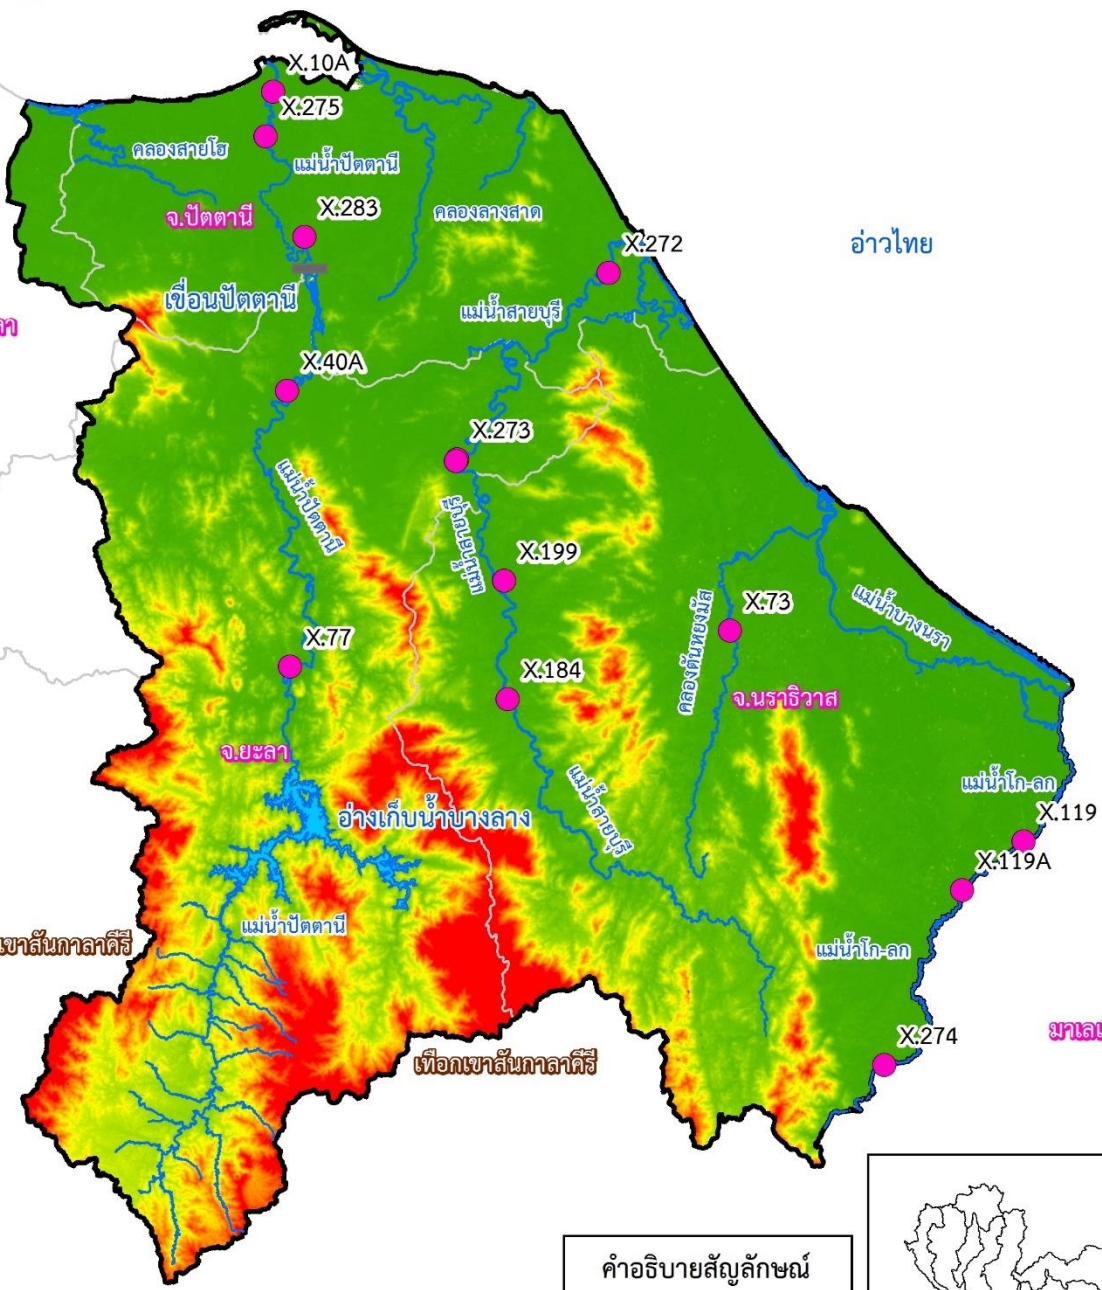 X.10A
X.275
คลองสายโฮ
แม่น้ำปัตตานี
X.283
จ.ปัตตานี
คลองลางสาด
X.272
อ่าวไทย
เขื่อนปัตตานี
แม่น้ำสายบุรี
X.40A
X.273
แม่น้ำปัตตานี
แม่น้ำสายบุรี
X.199
X.73
แม่น้ำบางนรา
คลองตันหยงมัส
X.77
X.184
จ.นราธิวาส
จ.ยะลา
แม่น้ำโก-ลก
อ่างเก็บน้ำบางลาง
แม่น้ำสายบุรี
X.119
X.119A
แม่น้ำปัตตานี
เขาสันกาลาคีรี
แม่น้ำโก-ลก
X.274
เทือกเขาสันกาลาคีรี
คำอธิบายสัญลักษณ์